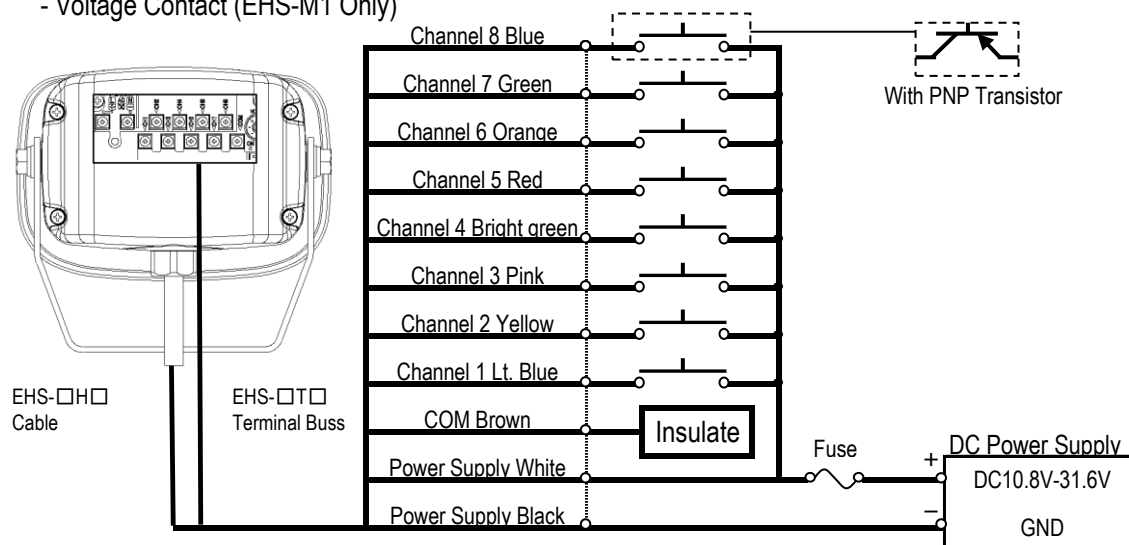 - Voltage Contact (EHS-M1 Only)
Channel 8 Blue
With PNP Transistor
Channel 7 Green
Channel 6 Orange
Channel 5 Red
Channel 4 Bright green
Channel 3 Pink
Channel 2 Yellow
Channel 1 Lt. Blue
EHS-□H□
Cable
EHS-□T□
Terminal Buss
COM Brown
Insulate
Power Supply White
Fuse
+
DC Power Supply
DC10.8V-31.6V
Power Supply Black
–
GND